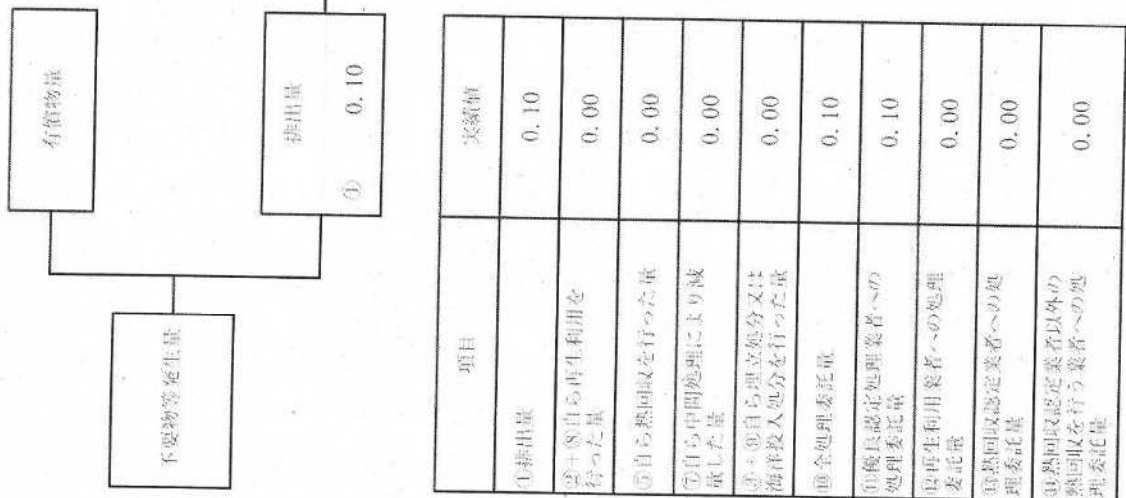 有償物量
不要物等発生量
排出量
① 0.10
項目 実績値
①排出量 0.10
②+⑧自ら再生利用を
行った量 0.00
⑤自ら熱回収を行った量 0.00
⑦自ら中間処理により減
量した量 0.00
③+⑨自ら埋立処分又は
海洋投入処分を行った量 0.00
⑩全処理委託量 0.10
⑪優良認定処理業者への
処理委託量 0.10
⑫再生利用業者への処理
委託量 0.00
⑬熱回収認定業者への処
理委託量 0.00
⑭熱回収認定業者以外の
熱回収を行う業者への処
理委託量 0.00